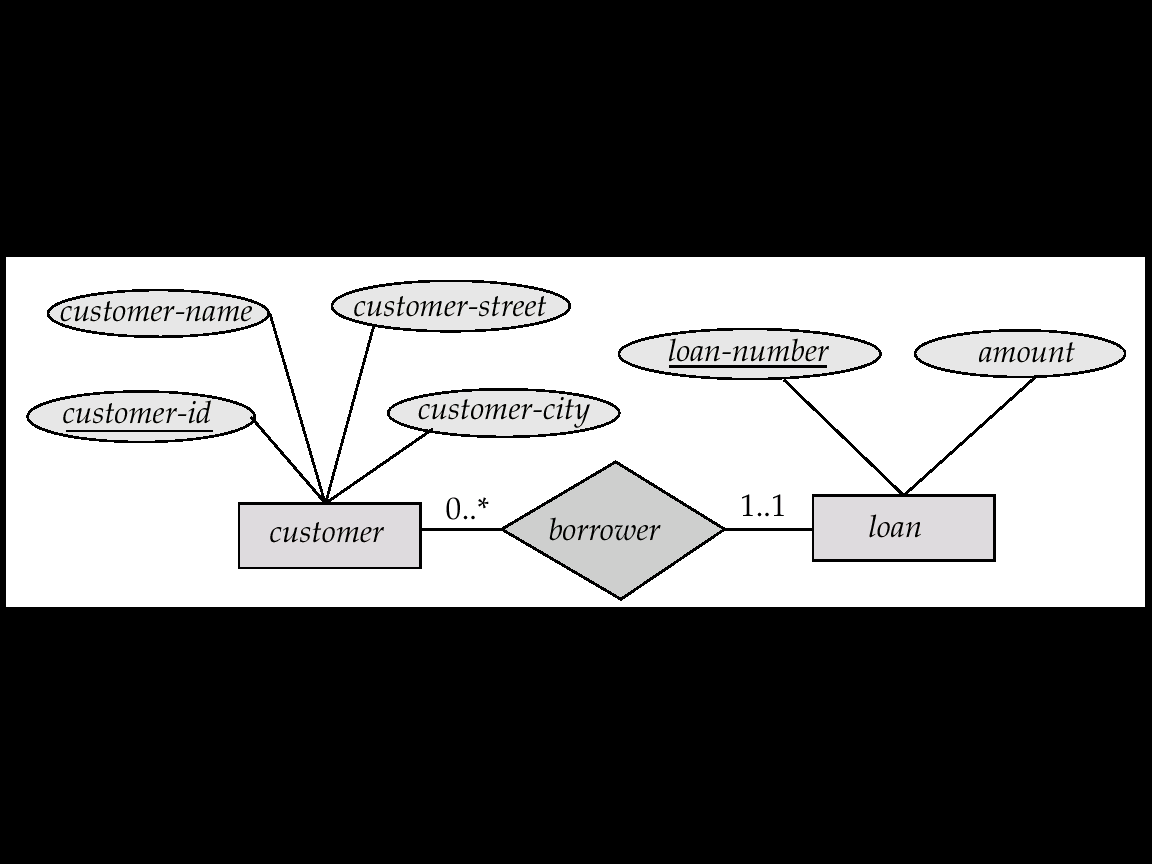 customer-name
customer-street
customer-id
customer-city
loan-number
amount
customer
0..*
borrower
1..1
loan